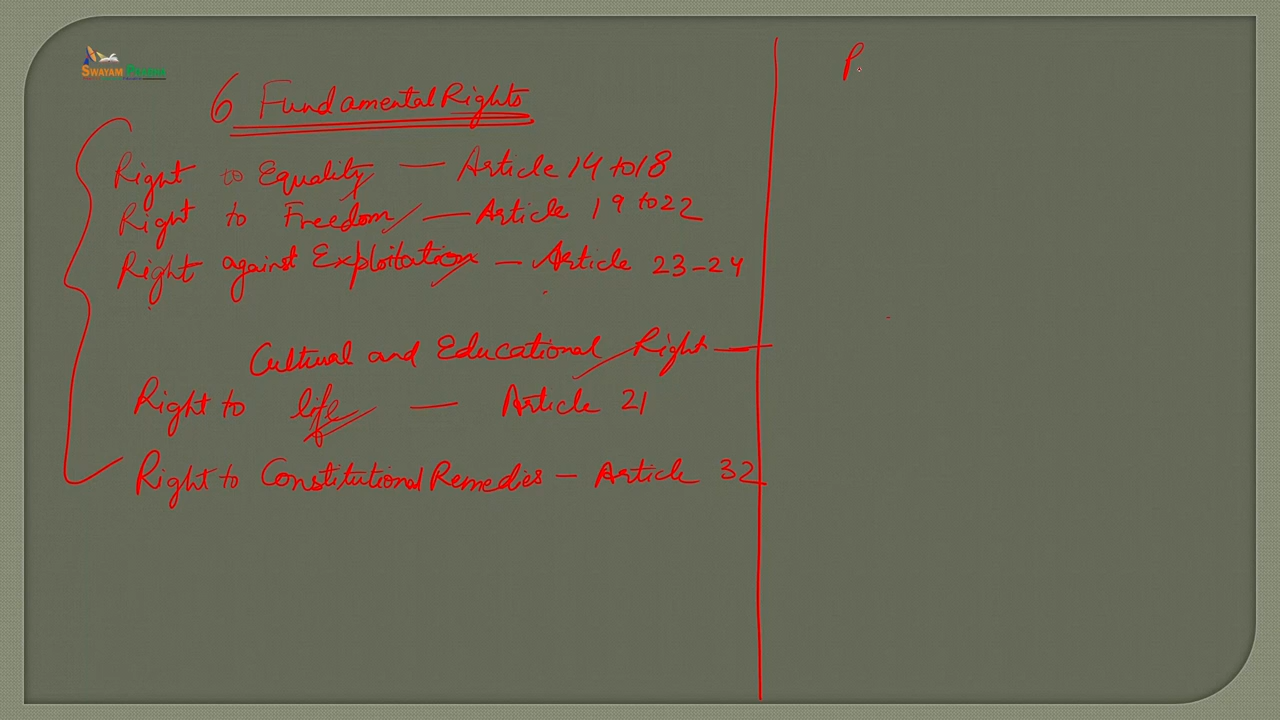 SWAYAM PRABHA
6 Fundamental Rights
Right to Equality — Article 14 to 18
Right to Freedom — Article 19 to 22
Right against Exploitation — Article 23-24
Cultural and Educational Right —
Right to life — Article 21
Right to Constitutional Remedies — Article 32
P